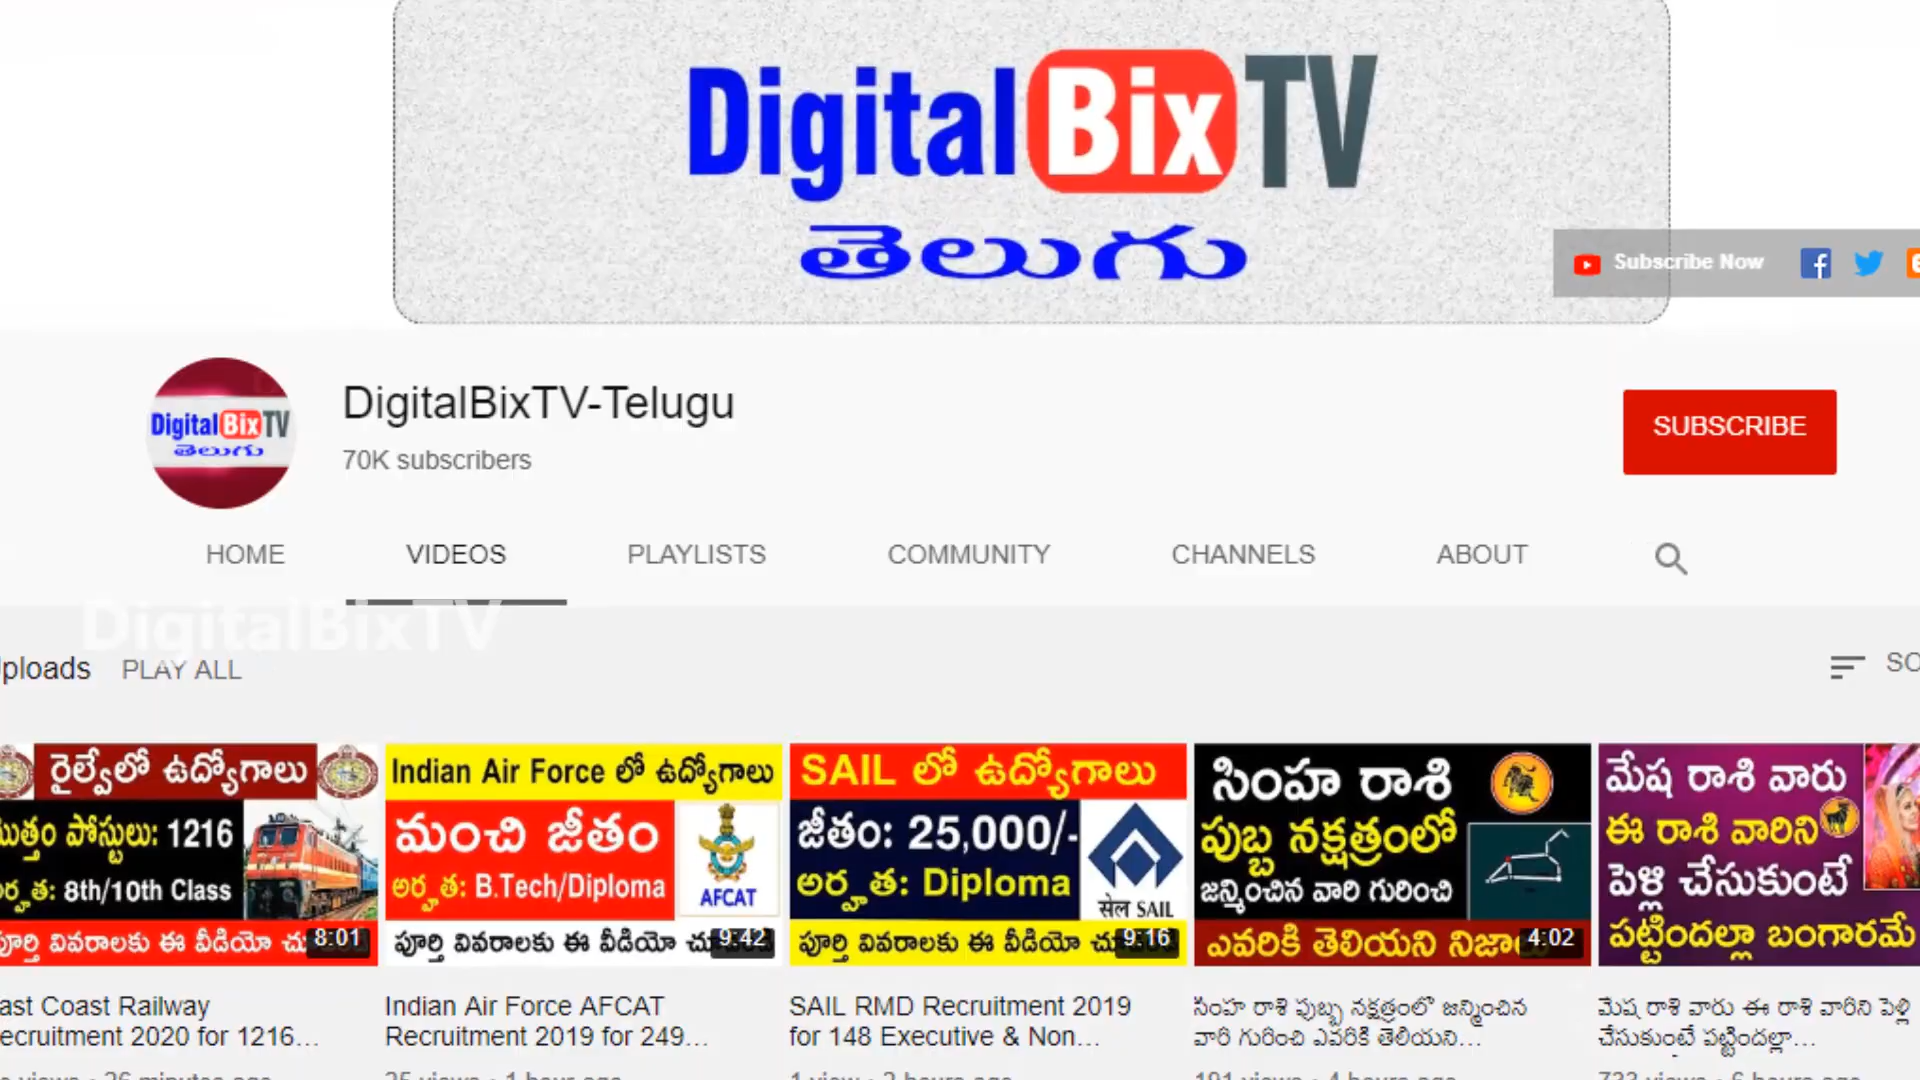 DigitalBixTV
తెలుగు
Subscribe Now
DigitalBixTV
తెలుగు
DigitalBixTV-Telugu
70K subscribers
SUBSCRIBE
HOME VIDEOS PLAYLISTS COMMUNITY CHANNELS ABOUT
DigitalBixTV
ploads PLAY ALL
SO
రైల్వేలో ఉద్యోగాలు
పోస్టులు: 1216
8th/10th Class
వివరాలకు ఈ వీడియో
8:01
ast Coast Railway
ecruitment 2020 for 1216...
Indian Air Force లో ఉద్యోగాలు
మంచి జీతం
అర్హత: B.Tech/Diploma
AFCAT
పూర్తి వివరాలకు ఈ వీడియో
9:42
Indian Air Force AFCAT
Recruitment 2019 for 249...
SAIL లో ఉద్యోగాలు
జీతం: 25,000/-
అర్హత: Diploma
सेल SAIL
పూర్తి వివరాలకు ఈ వీడియో
9:16
SAIL RMD Recruitment 2019
for 148 Executive & Non...
సింహ రాశి
పుబ్బ నక్షత్రంలో
జన్మించిన వారి గురించి
ఎవరికి తెలియని
4:02
సింహ రాశి పుబ్బ నక్షత్రంలో జన్మించిన
వారి గురించి ఎవరికి తెలియని...
మేష రాశి వారు
ఈ రాశి వారిని
పెళ్లి చేసుకుంటే
పట్టిందల్లా బంగారమే
మేష రాశి వారు ఈ రాశి వారిని పెళ్లి
చేసుకుంటే పట్టిందల్లా...